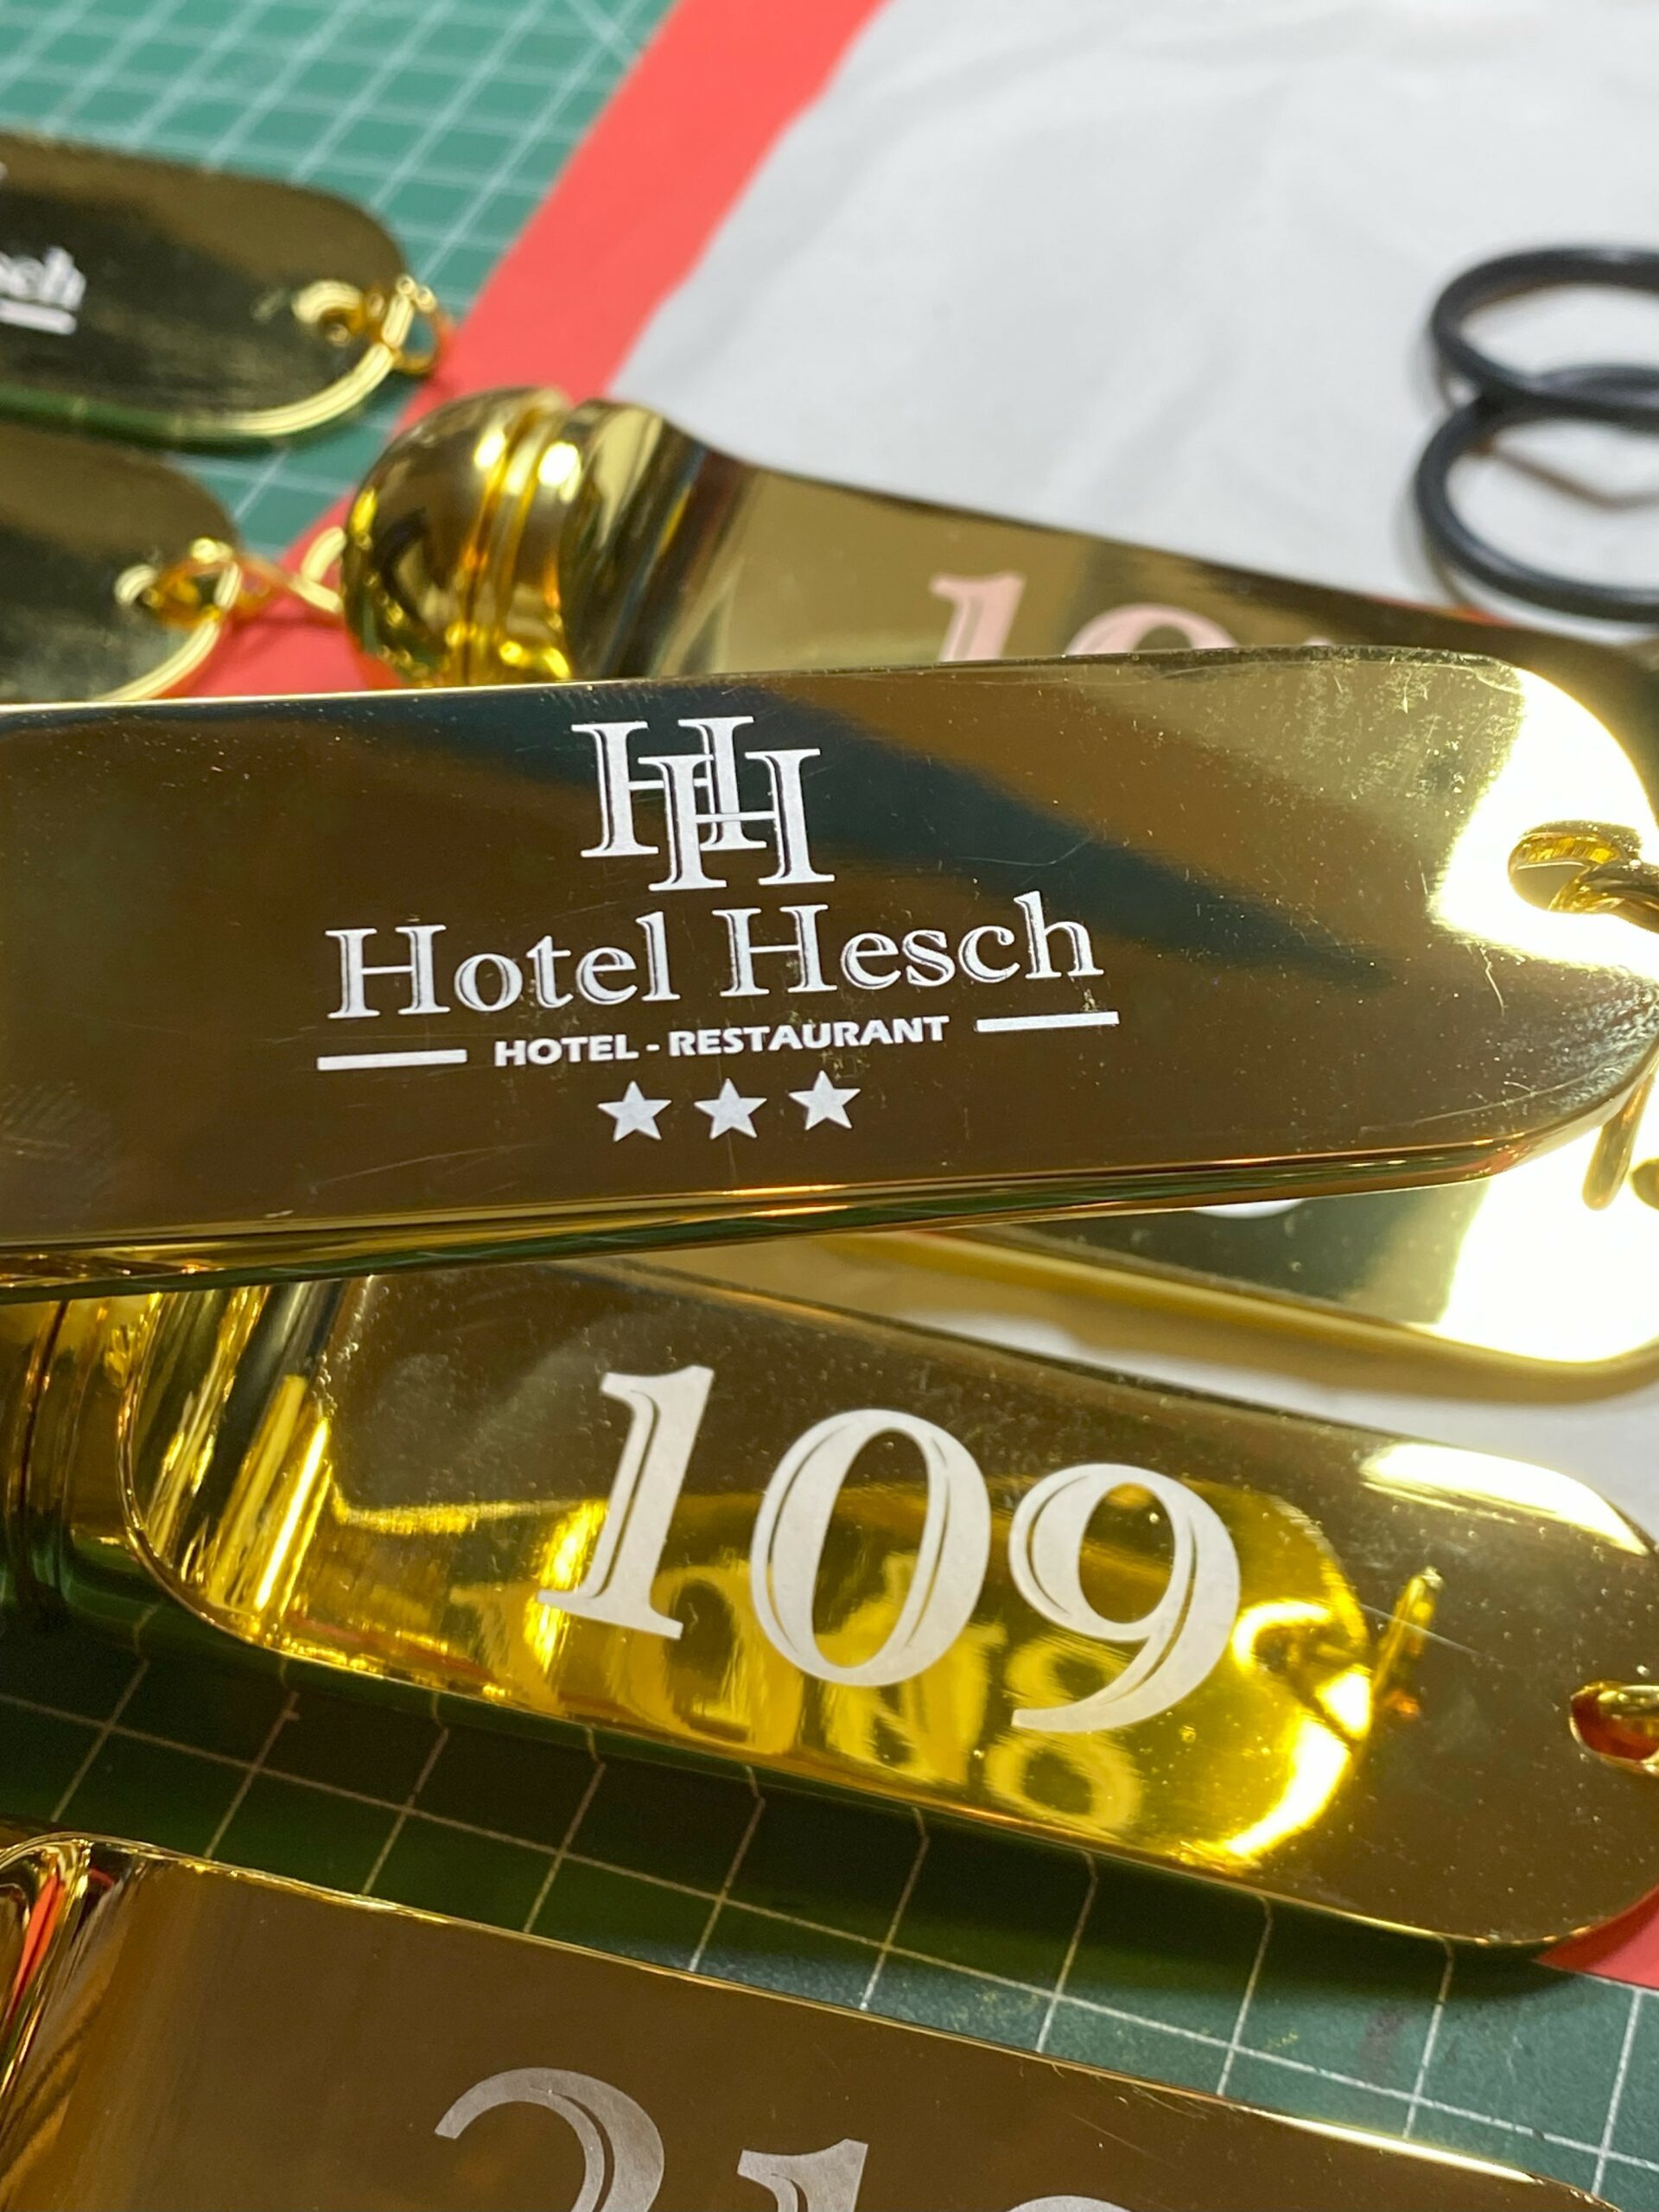 HH
Hotel Hesch
HOTEL - RESTAURANT
109